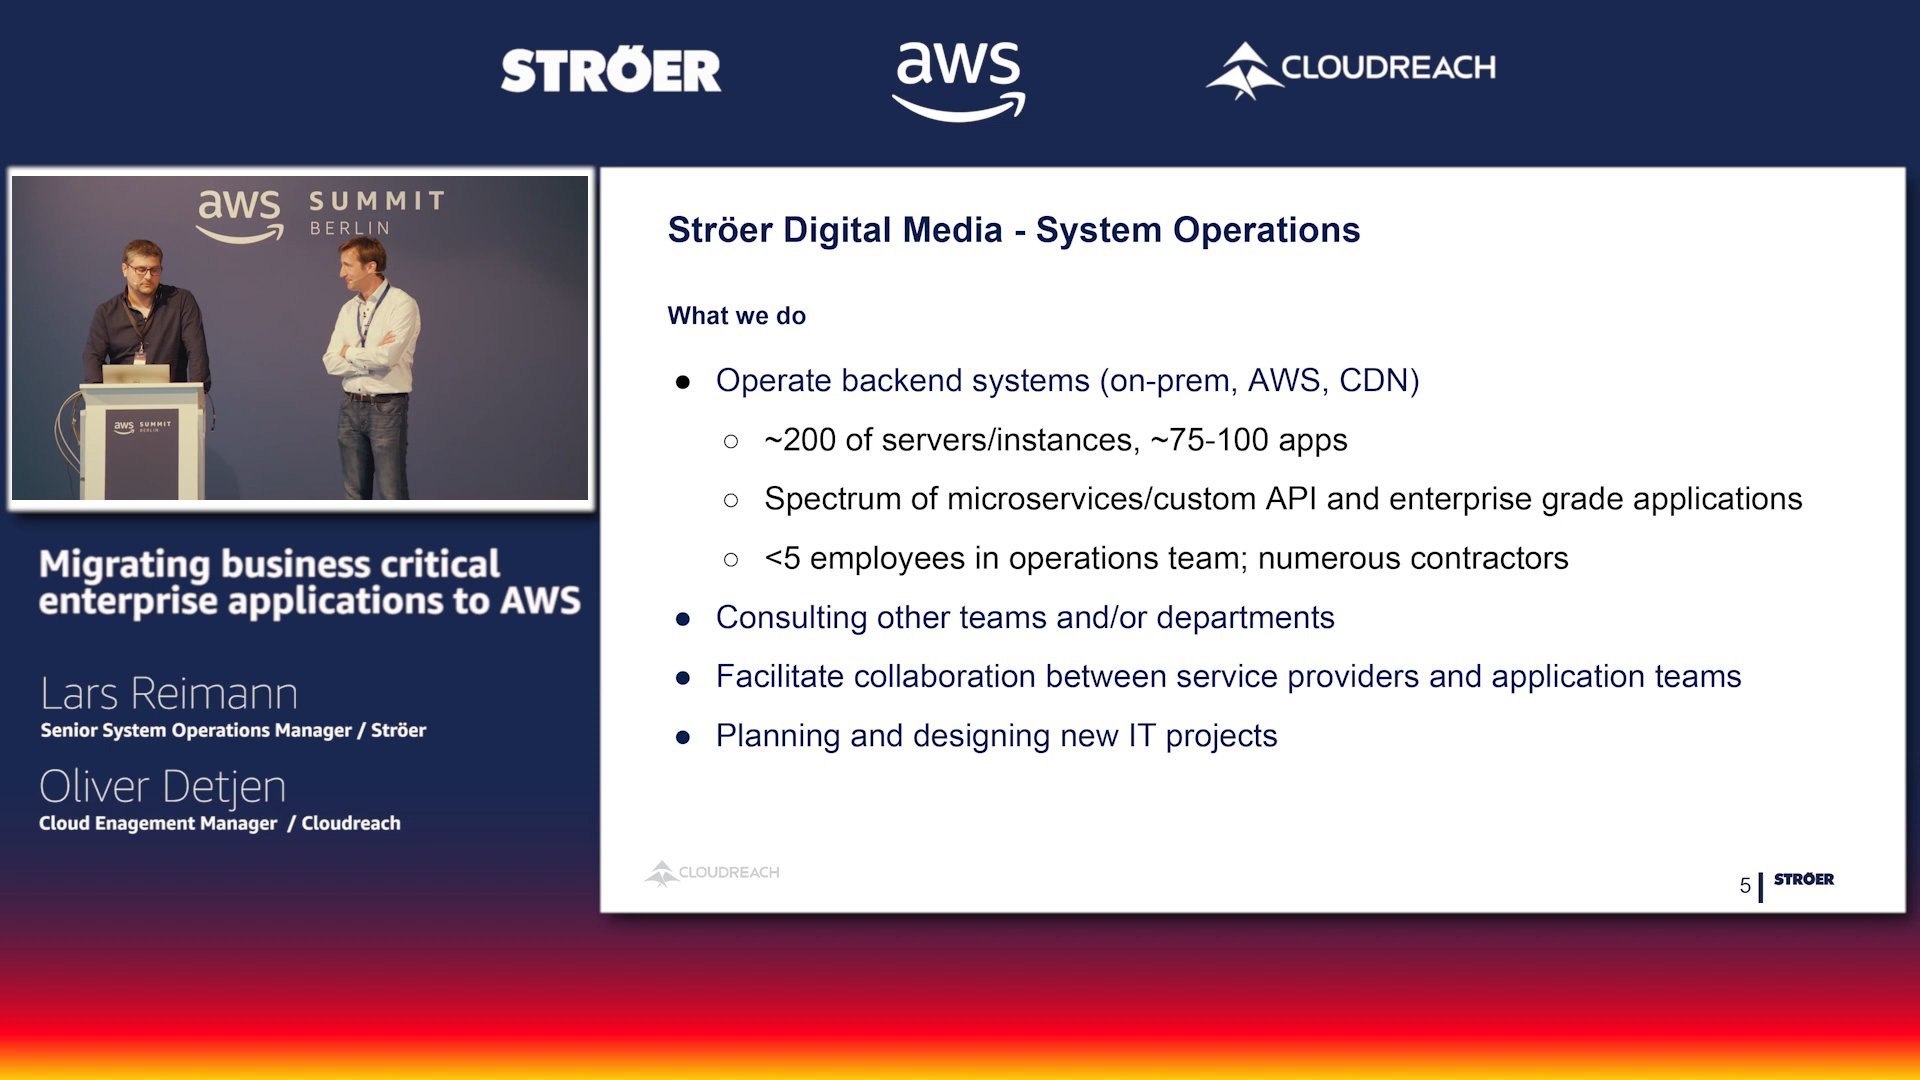 STRÖER
aws
CLOUDREACH
aws SUMMIT
BERLIN
aws SUMMIT
BERLIN
Migrating business critical
enterprise applications to AWS
Lars Reimann
Senior System Operations Manager / Ströer
Oliver Detjen
Cloud Enagement Manager / Cloudreach
Ströer Digital Media - System Operations
What we do
● Operate backend systems (on-prem, AWS, CDN)
○ ~200 of servers/instances, ~75-100 apps
○ Spectrum of microservices/custom API and enterprise grade applications
○ <5 employees in operations team; numerous contractors
● Consulting other teams and/or departments
● Facilitate collaboration between service providers and application teams
● Planning and designing new IT projects
CLOUDREACH
5 | STRÖER